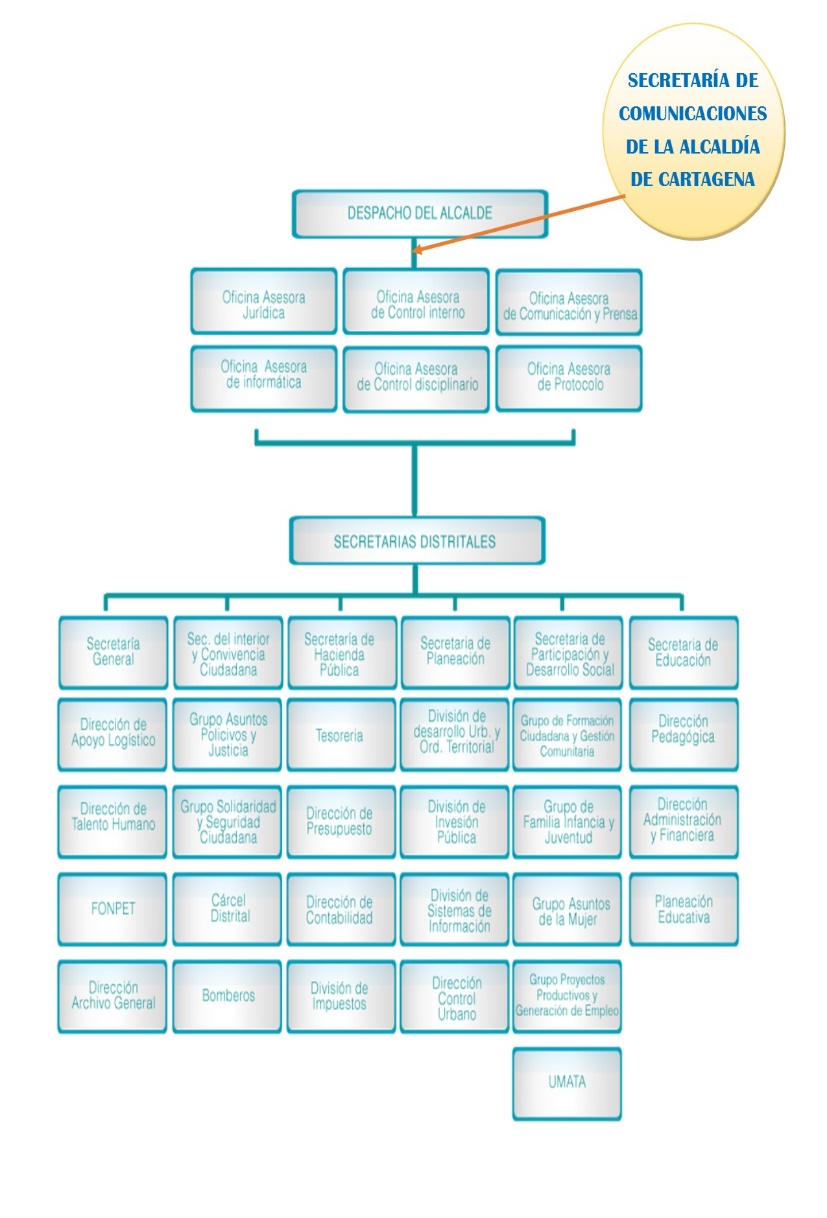 SECRETARÍA DE
COMUNICACIONES
DE LA ALCALDÍA
DE CARTAGENA
DESPACHO DEL ALCALDE
Oficina Asesora
Jurídica
Oficina Asesora
de Control interno
Oficina Asesora
de Comunicación y Prensa
Oficina Asesora
de informática
Oficina Asesora
de Control disciplinario
Oficina Asesora
de Protocolo
SECRETARIAS DISTRITALES
Secretaría
General
Sec. del interior
y Convivencia
Ciudadana
Secretaría de
Hacienda
Pública
Secretaria de
Planeación
Secretaria de
Participación y
Desarrollo Social
Secretaria de
Educación
Dirección de
Apoyo Logístico
Grupo Asuntos
Policivos y
Justicia
Tesoreria
División de
desarrollo Urb. y
Ord. Territorial
Grupo de Formación
Ciudadana y Gestión
Comunitaria
Dirección
Pedagógica
Dirección de
Talento Humano
Grupo Solidaridad
y Seguridad
Ciudadana
Dirección de
Presupuesto
División de
Invesión
Pública
Grupo de
Familia Infancia y
Juventud
Dirección
Administración
y Financiera
FONPET
Cárcel
Distrital
Dirección de
Contabilidad
División de
Sistemas de
Información
Grupo Asuntos
de la Mujer
Planeación
Educativa
Dirección
Archivo General
Bomberos
División de
Impuestos
Dirección
Control
Urbano
Grupo Proyectos
Productivos y
Generación de Empleo
UMATA